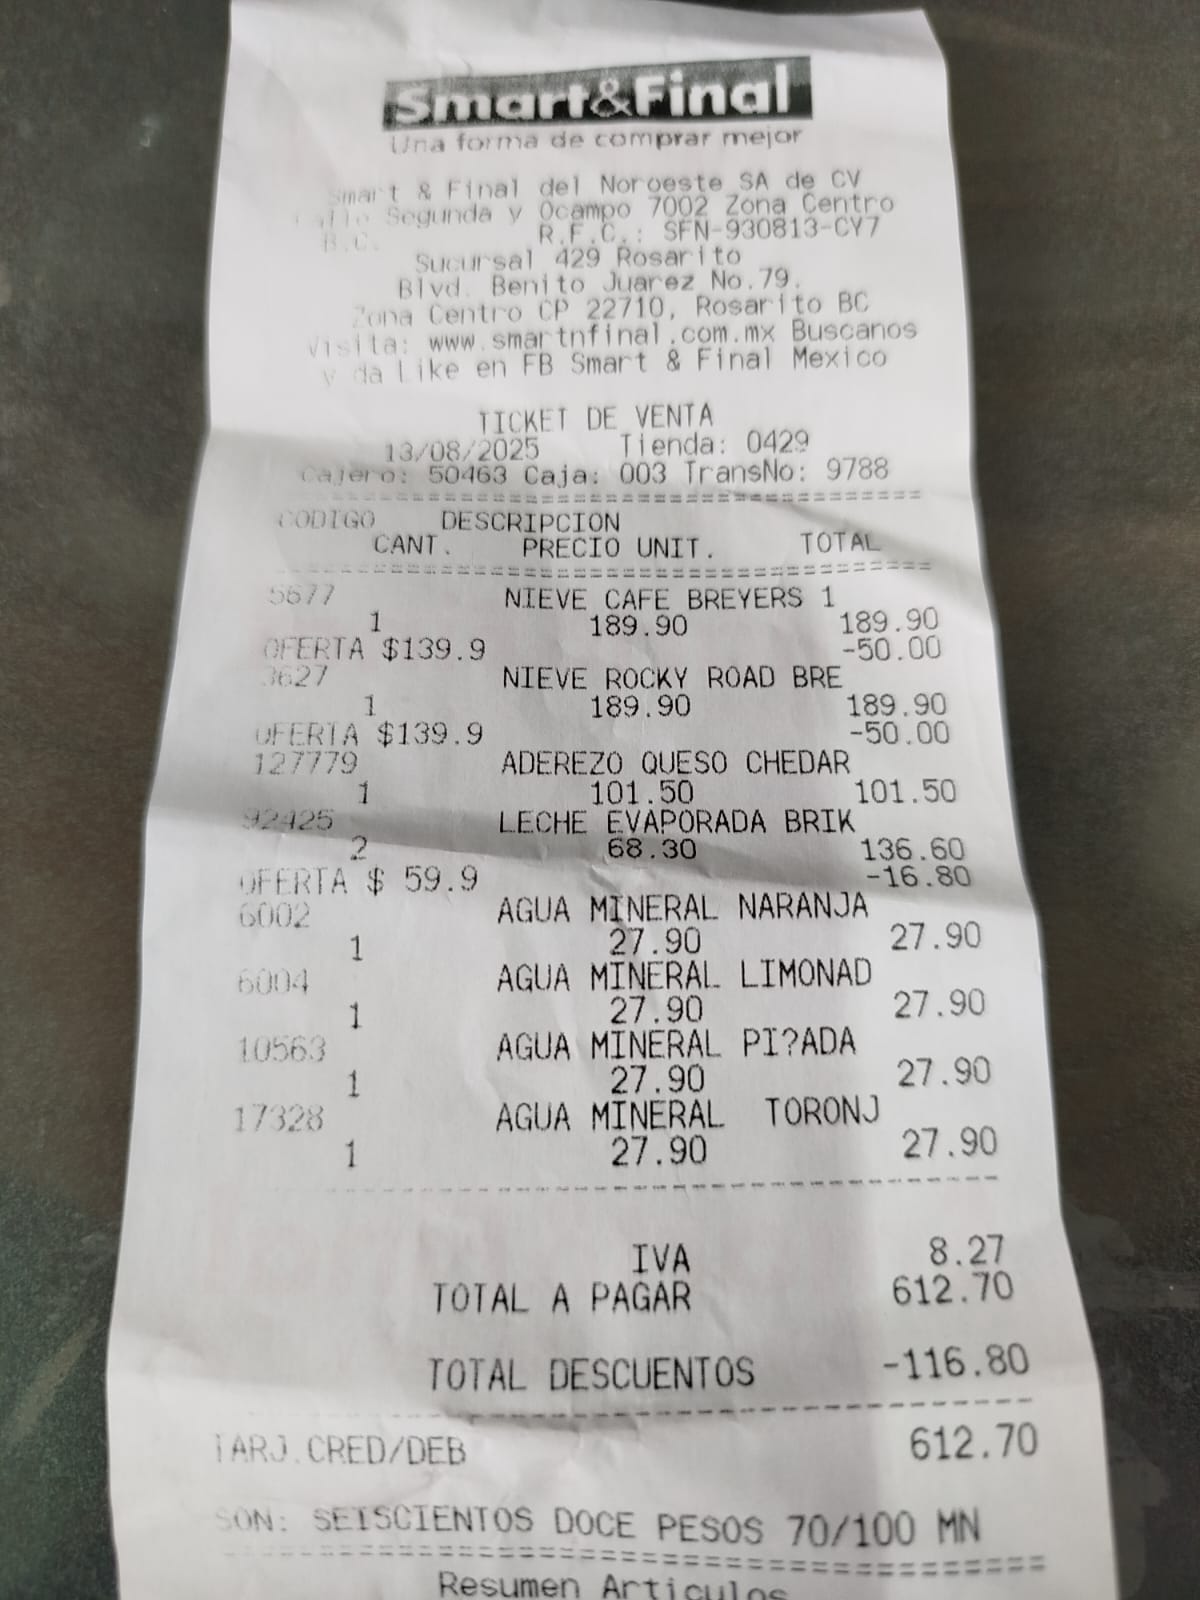 Smart&Final
Una forma de comprar mejor
Smart & Final del Noroeste SA de CV
Calle Segunda y Ocampo 7002 Zona Centro
B.C. R.F.C.: SFN-930813-CY7
Sucursal 429 Rosarito
Blvd. Benito Juarez No.79.
Zona Centro CP 22710, Rosarito BC
Visita: www.smartnfinal.com.mx Buscanos
y da Like en FB Smart & Final Mexico
TICKET DE VENTA
13/08/2025 Tienda: 0429
Cajero: 50463 Caja: 003 TransNo: 9788
CODIGO DESCRIPCION
CANT. PRECIO UNIT. TOTAL
5677 NIEVE CAFE BREYERS 1
1 189.90 189.90
OFERTA $139.9 -50.00
3627 NIEVE ROCKY ROAD BRE
1 189.90 189.90
OFERTA $139.9 -50.00
127779 ADEREZO QUESO CHEDAR
1 101.50 101.50
92425 LECHE EVAPORADA BRIK
2 68.30 136.60
OFERTA $ 59.9 -16.80
6002 AGUA MINERAL NARANJA
1 27.90 27.90
6004 AGUA MINERAL LIMONAD
1 27.90 27.90
10563 AGUA MINERAL PI?ADA
1 27.90 27.90
17328 AGUA MINERAL TORONJ
1 27.90 27.90
IVA 8.27
TOTAL A PAGAR 612.70
TOTAL DESCUENTOS -116.80
TARJ.CRED/DEB 612.70
SON: SEISCIENTOS DOCE PESOS 70/100 MN
Resumen Articulos